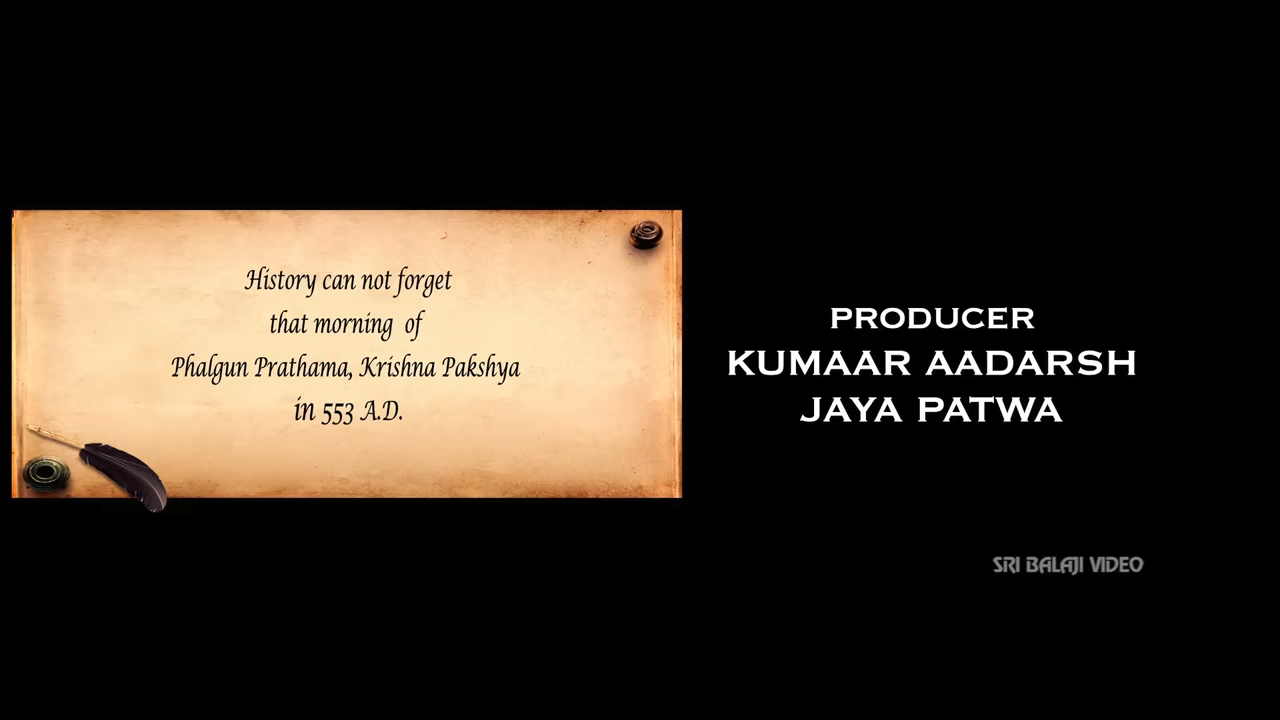 History can not forget
that morning of
Phalgun Prathama, Krishna Pakshya
in 553 A.D.
PRODUCER
KUMAAR AADARSH
JAYA PATWA
SRI BALAJI VIDEO